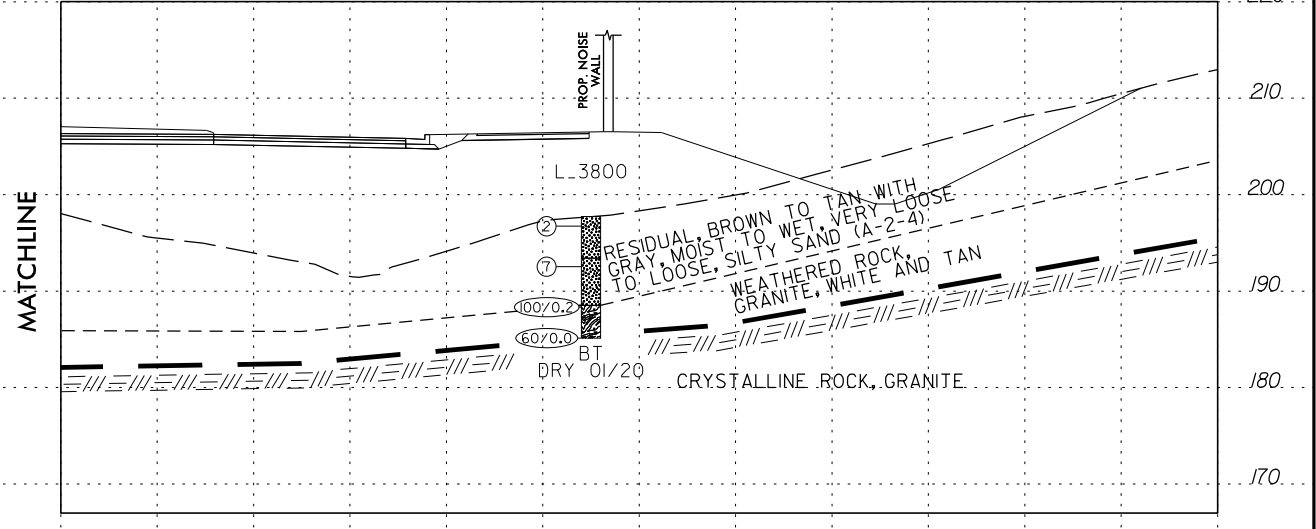 PROP. NOISE
WALL
210
L_3800
MATCHLINE
200
2
RESIDUAL, BROWN TO TAN WITH
GRAY, MOIST TO WET, VERY LOOSE
TO LOOSE, SILTY SAND (A-2-4)
7
WEATHERED ROCK,
GRANITE, WHITE AND TAN
190
100/0.2
60/0.0
BT
DRY 01/20
CRYSTALLINE ROCK, GRANITE
180
170